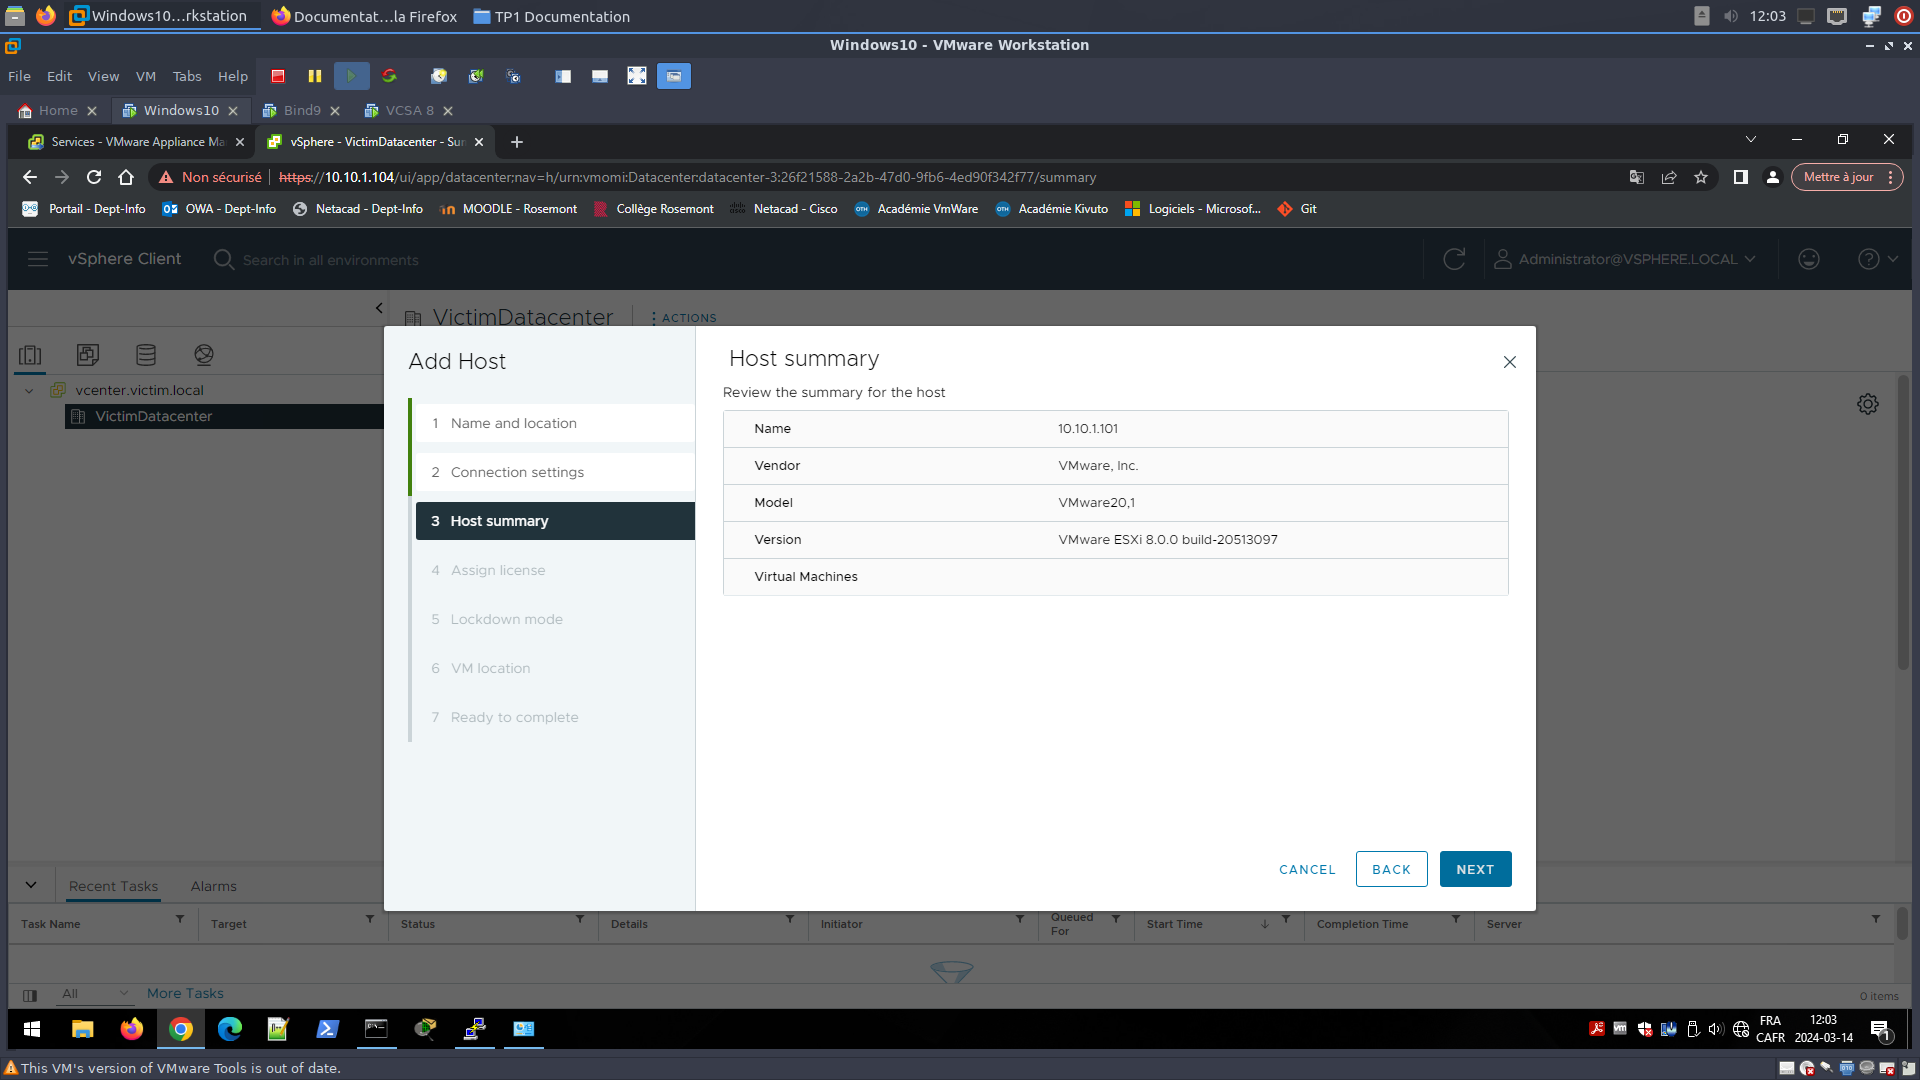 Windows10...rkstation
Documentat...la Firefox
TP1 Documentation
12:03
Windows10 - VMware Workstation
File Edit View VM Tabs Help
Home
Windows10
Bind9
VCSA 8
Services - VMware Appliance Ma
vSphere - VictimDatacenter - Sum
Non sécurisé
https://10.10.1.104/ui/app/datacenter;nav=h/urn:vmomi:Datacenter:datacenter-3:26f21588-2a2b-47d0-9fb6-4ed90f342f77/summary
Mettre à jour
Portail - Dept-Info
OWA - Dept-Info
Netacad - Dept-Info
MOODLE - Rosemont
Collège Rosemont
Netacad - Cisco
Académie VmWare
Académie Kivuto
Logiciels - Microsof...
Git
vSphere Client
Search in all environments
Administrator@VSPHERE.LOCAL
VictimDatacenter
ACTIONS
vcenter.victim.local
VictimDatacenter
Add Host
1 Name and location
2 Connection settings
3 Host summary
4 Assign license
5 Lockdown mode
6 VM location
7 Ready to complete
Host summary
Review the summary for the host
Name 10.10.1.101
Vendor VMware, Inc.
Model VMware20,1
Version VMware ESXi 8.0.0 build-20513097
Virtual Machines
CANCEL
BACK
NEXT
Recent Tasks
Alarms
Task Name
Target
Status
Details
Initiator
Queued For
Start Time
Completion Time
Server
All
More Tasks
0 items
FRA
CAFR
12:03
2024-03-14
1
This VM's version of VMware Tools is out of date.